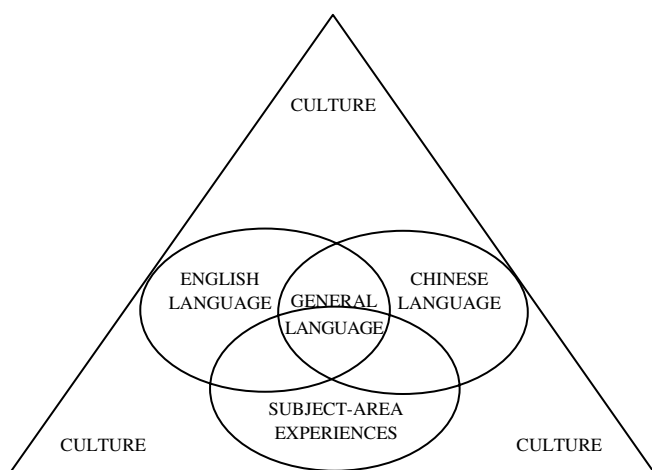 CULTURE
ENGLISH
LANGUAGE
GENERAL
LANGUAGE
CHINESE
LANGUAGE
SUBJECT-AREA
EXPERIENCES
CULTURE
CULTURE